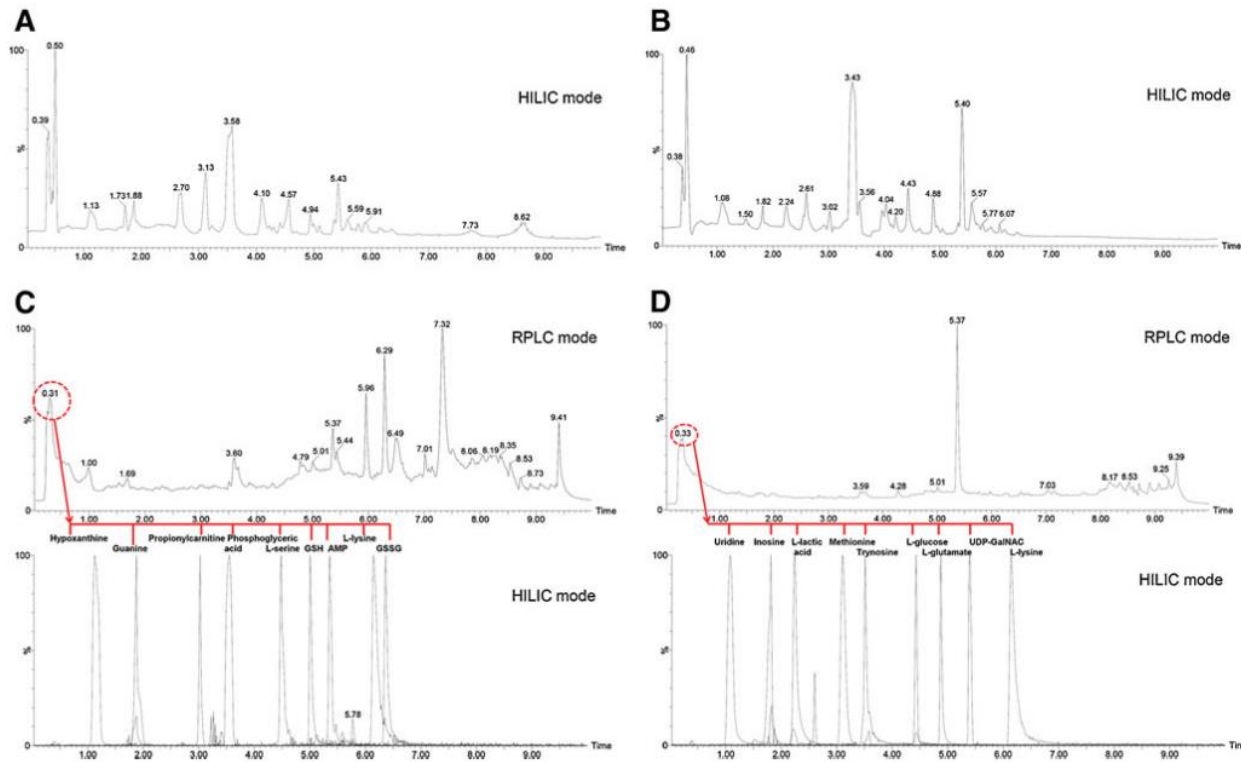 A
100
0.50
0.39
HILIC mode
3.58
3.13
2.70
1.73
1.88
1.13
4.10
4.57
4.94
5.43
5.59
5.91
7.73
8.62
%
0
Time
1.00 2.00 3.00 4.00 5.00 6.00 7.00 8.00 9.00
B
100
0.46
0.38
HILIC mode
3.43
5.40
1.08
1.50
1.82
2.24
2.61
3.02
3.56
4.04
4.20
4.43
4.88
5.57
5.77
6.07
%
0
Time
1.00 2.00 3.00 4.00 5.00 6.00 7.00 8.00 9.00
C
100
RPLC mode
0.31
1.00
1.69
3.60
4.79
5.01
5.37
5.44
5.96
6.29
6.49
7.01
7.32
8.06
8.19
8.35
8.53
8.73
9.41
%
0
Time
1.00 2.00 3.00 4.00 5.00 6.00 7.00 8.00 9.00
Hypoxanthine
Guanine
Propionylcarnitine
Phosphoglyceric
acid
L-serine
GSH
AMP
L-lysine
GSSG
100
HILIC mode
5.78
%
0
Time
1.00 2.00 3.00 4.00 5.00 6.00 7.00 8.00 9.00
D
100
RPLC mode
0.33
3.59
4.28
5.01
5.37
7.03
8.17
8.53
9.25
9.39
%
0
Time
1.00 2.00 3.00 4.00 5.00 6.00 7.00 8.00 9.00
Uridine
Inosine
L-lactic
acid
Methionine
Trynosine
L-glucose
L-glutamate
UDP-GalNAC
L-lysine
100
HILIC mode
%
0
Time
1.00 2.00 3.00 4.00 5.00 6.00 7.00 8.00 9.00